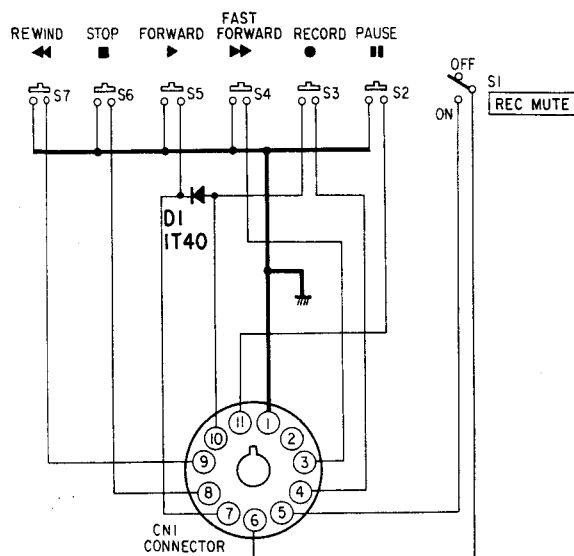 REWIND STOP FORWARD FAST FORWARD RECORD PAUSE
S7 S6 S5 S4 S3 S2
OFF
S1
ON
REC MUTE
D1
1T40
11 1
10 2
9 3
8 4
7 6 5
CN1
CONNECTOR